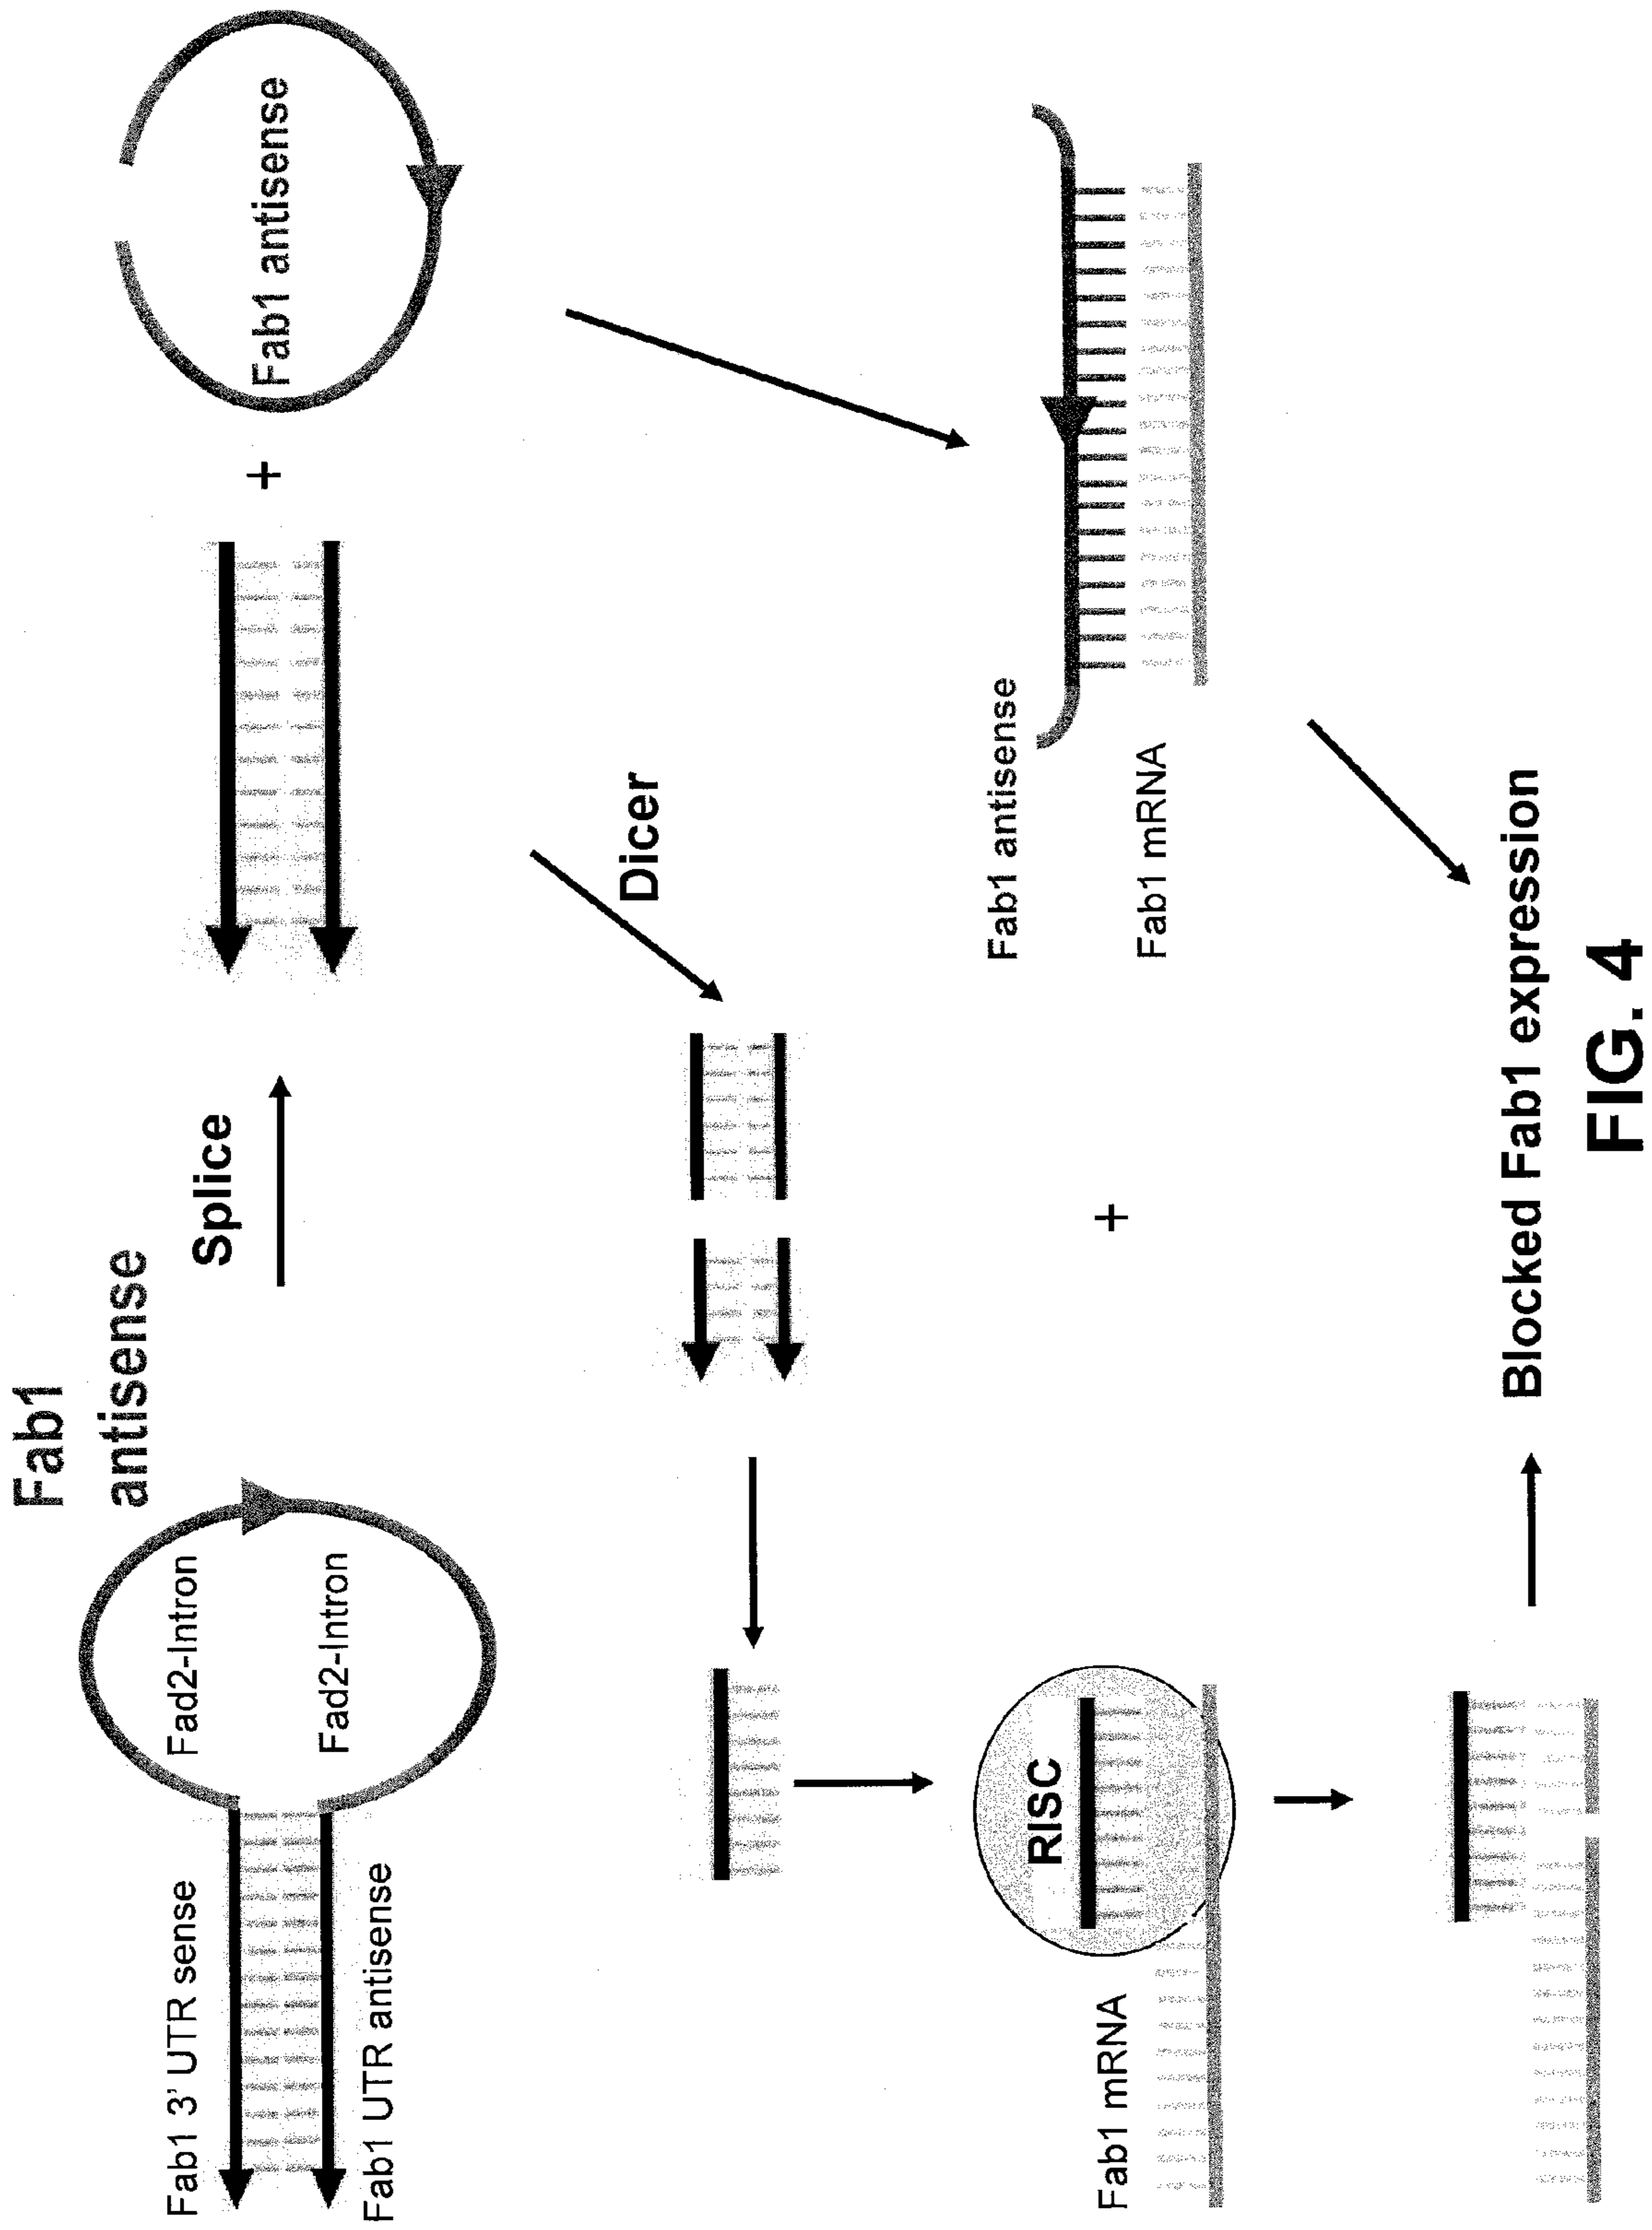 Fab1
antisense
Fab1 3' UTR sense
Fad2-Intron
Fad2-Intron
Fab1 UTR antisense
Splice
+
Fab1 antisense
Dicer
RISC
Fab1 mRNA
+
Fab1 antisense
Fab1 mRNA
Blocked Fab1 expression
FIG. 4